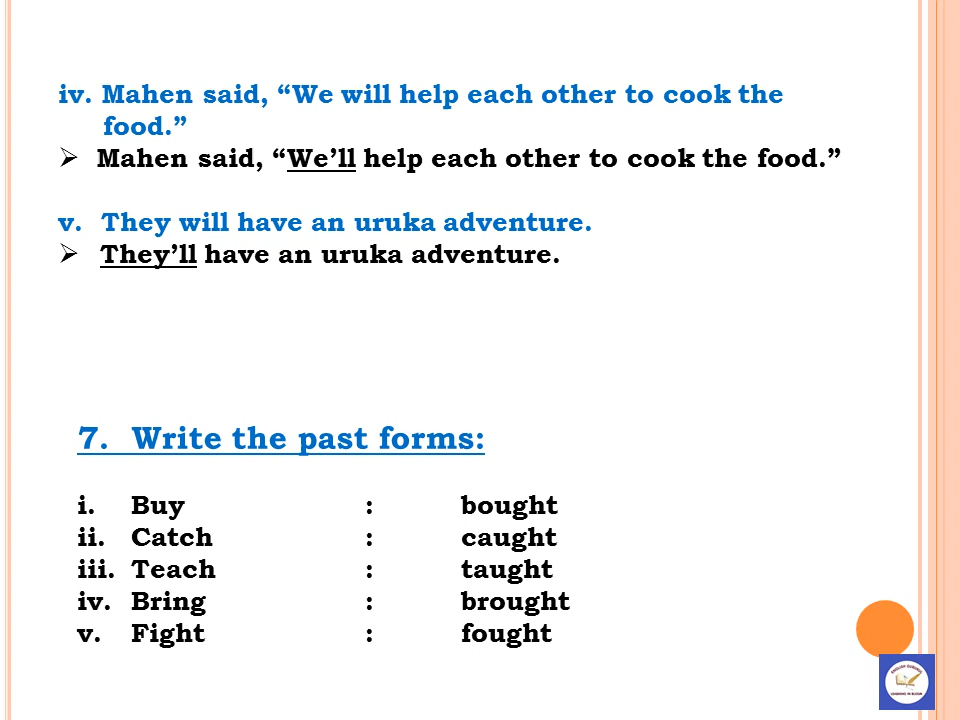 iv. Mahen said, “We will help each other to cook the
food.”
➢ Mahen said, “We’ll help each other to cook the food.”
v. They will have an uruka adventure.
➢ They’ll have an uruka adventure.
7. Write the past forms:
i. Buy : bought
ii. Catch : caught
iii. Teach : taught
iv. Bring : brought
v. Fight : fought